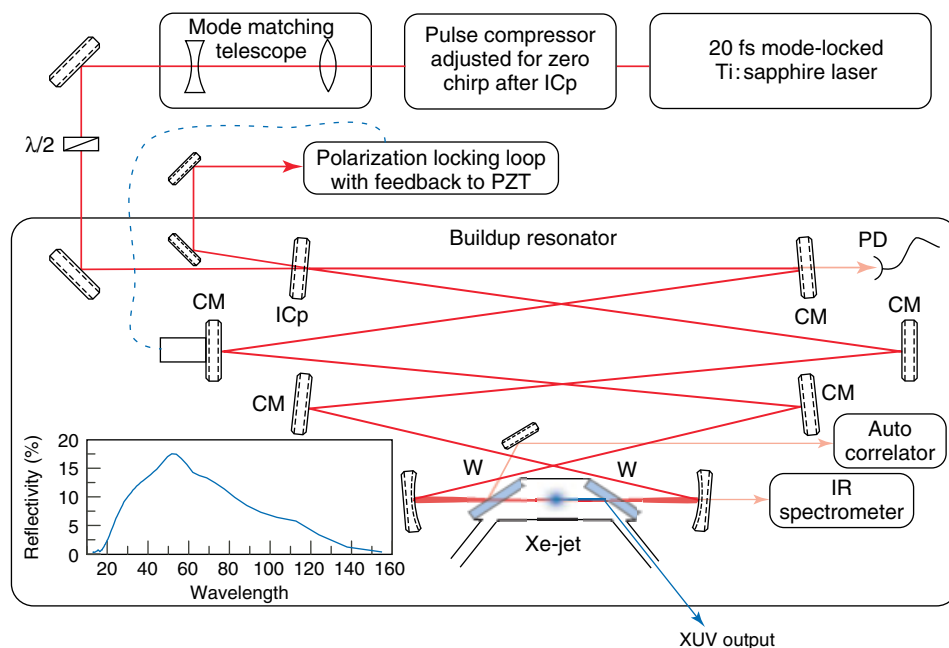 Mode matching
telescope
Pulse compressor
adjusted for zero
chirp after ICp
20 fs mode-locked
Ti:sapphire laser
λ/2
Polarization locking loop
with feedback to PZT
Buildup resonator
PD
ICp
CM
CM
CM
CM
CM
Auto
correlator
W
W
IR
spectrometer
Xe-jet
XUV output
Reflectivity (%)
20
15
10
5
0
20 40 60 80 100 120 140 160
Wavelength